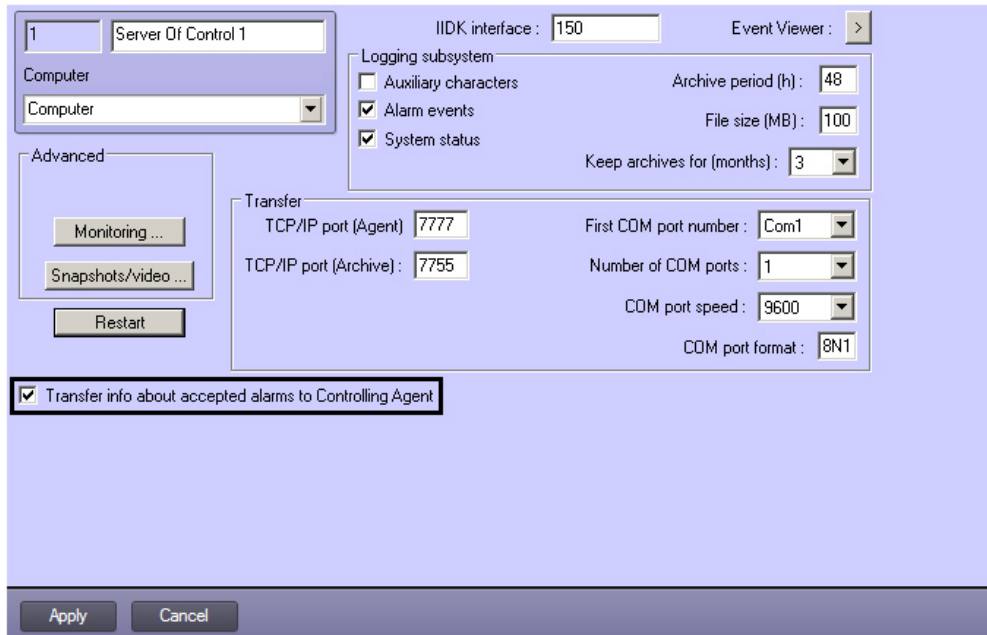 1 Server Of Control 1
Computer
Computer
IIDK interface : 150 Event Viewer : >
Logging subsystem
Auxiliary characters
Alarm events
System status
Archive period (h) : 48
File size (MB) : 100
Keep archives for (months) : 3
Advanced
Monitoring ...
Snapshots/video ...
Restart
Transfer
TCP/IP port (Agent) 7777
TCP/IP port (Archive) : 7755
First COM port number : Com1
Number of COM ports : 1
COM port speed : 9600
COM port format : 8N1
Transfer info about accepted alarms to Controlling Agent
Apply Cancel